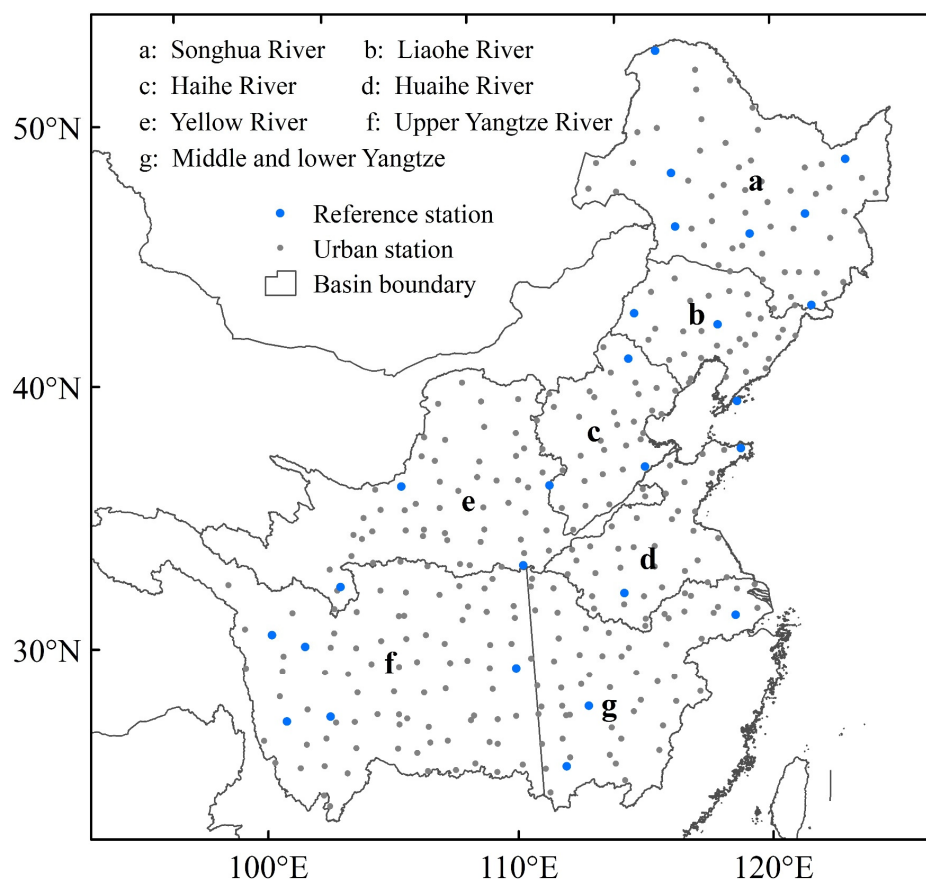 a: Songhua River b: Liaohe River
c: Haihe River d: Huaihe River
e: Yellow River f: Upper Yangtze River
g: Middle and lower Yangtze
Reference station
Urban station
Basin boundary
50°N
40°N
30°N
a
b
c
e
d
f
g
100°E 110°E 120°E